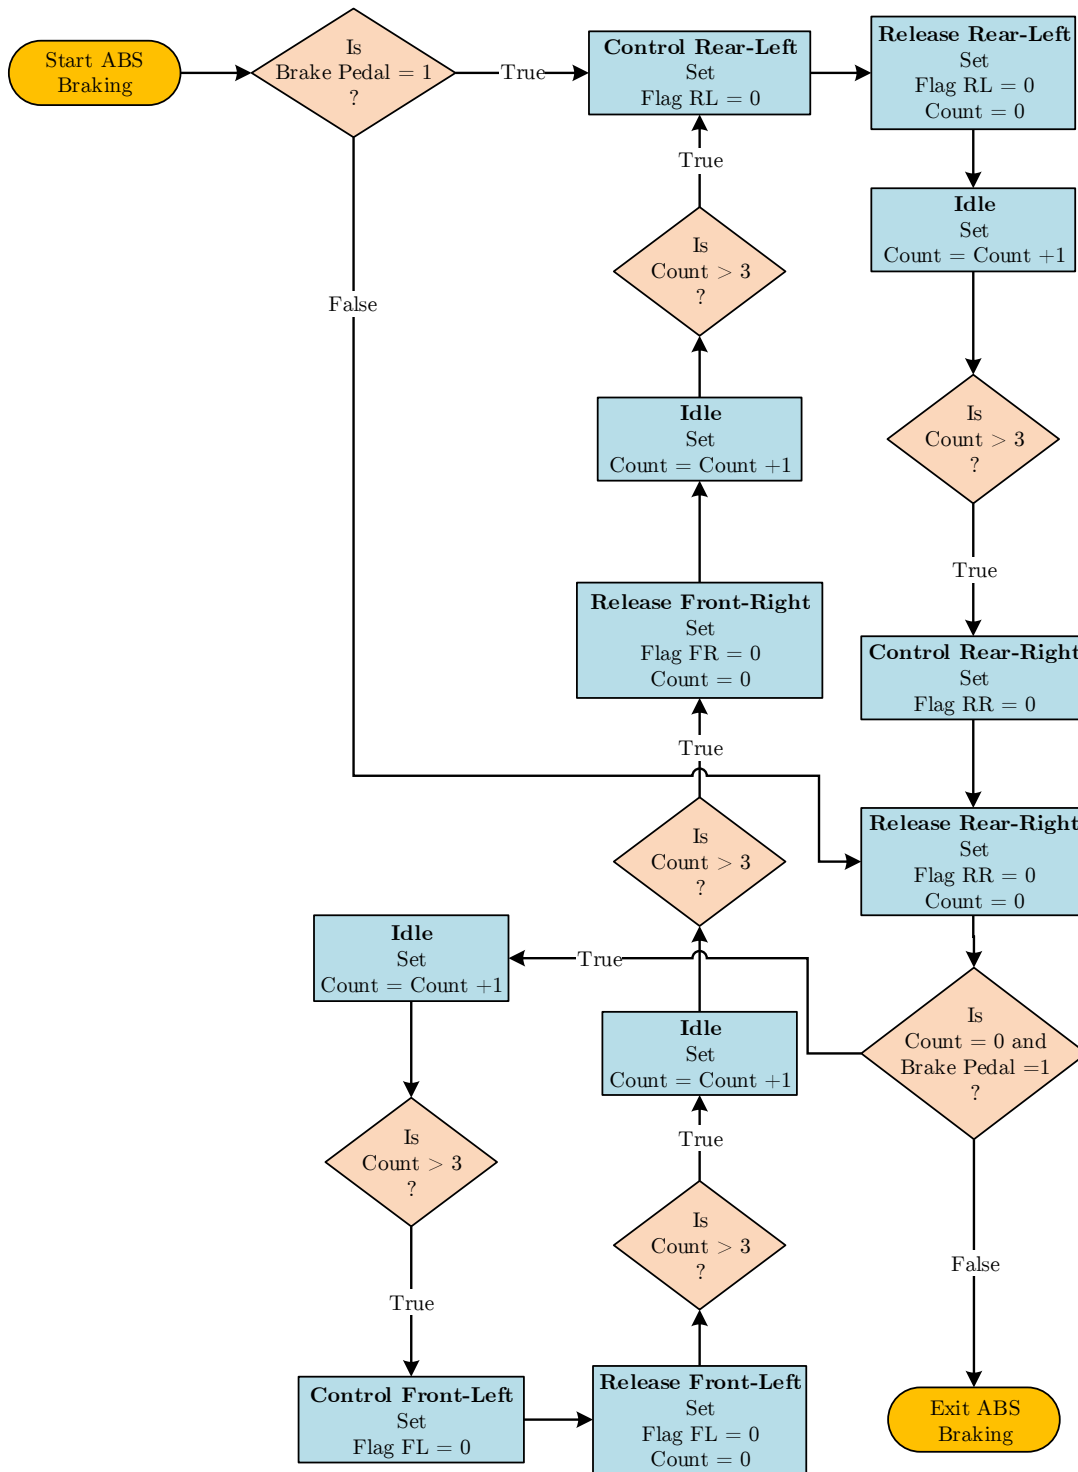 Start ABS
Braking
Is
Brake Pedal = 1
?
True
Control Rear-Left
Set
Flag RL = 0
Release Rear-Left
Set
Flag RL = 0
Count = 0
True
Idle
Set
Count = Count +1
Is
Count > 3
?
False
Is
Count > 3
?
Idle
Set
Count = Count +1
True
Release Front-Right
Set
Flag FR = 0
Count = 0
Control Rear-Right
Set
Flag RR = 0
True
Is
Count > 3
?
Release Rear-Right
Set
Flag RR = 0
Count = 0
Idle
Set
Count = Count +1
True
Is
Count = 0 and
Brake Pedal =1
?
Idle
Set
Count = Count +1
Is
Count > 3
?
True
Is
Count > 3
?
False
True
Control Front-Left
Set
Flag FL = 0
Release Front-Left
Set
Flag FL = 0
Count = 0
Exit ABS
Braking